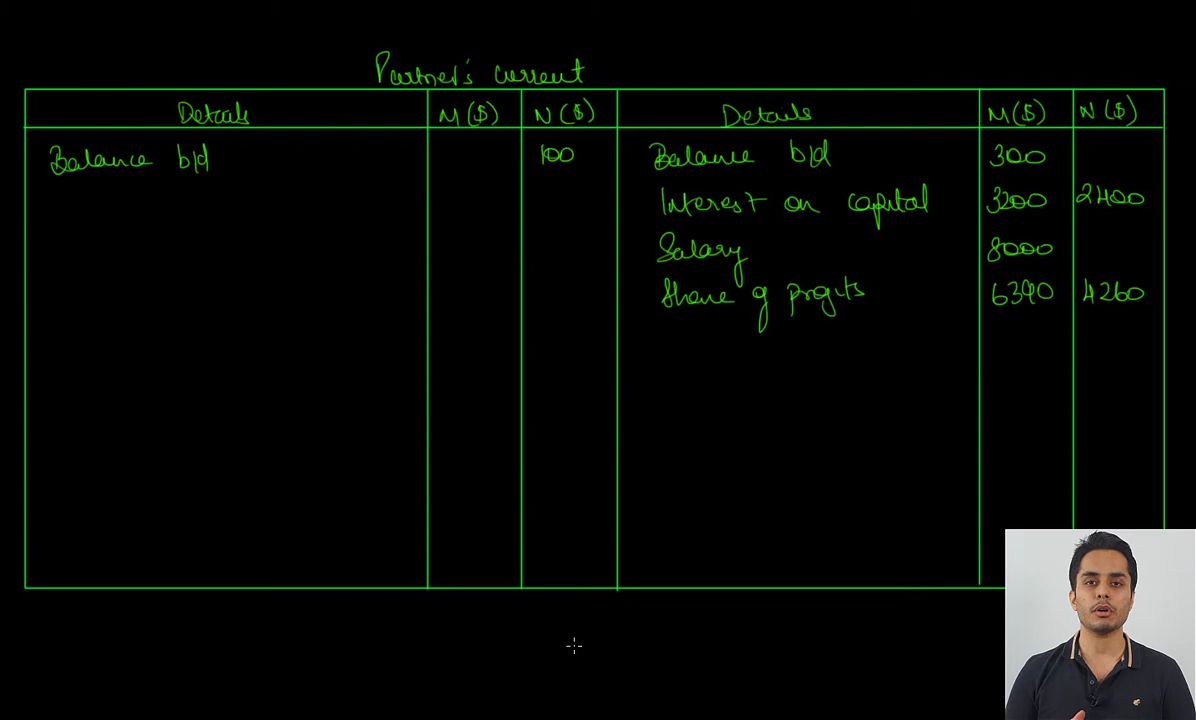 Partner's current
Details M($) N($) Details M($) N($)
Balance b/d 100 Balance b/d 300
Interest on capital 3200 2400
Salary 8000
Share of profits 6390 4260